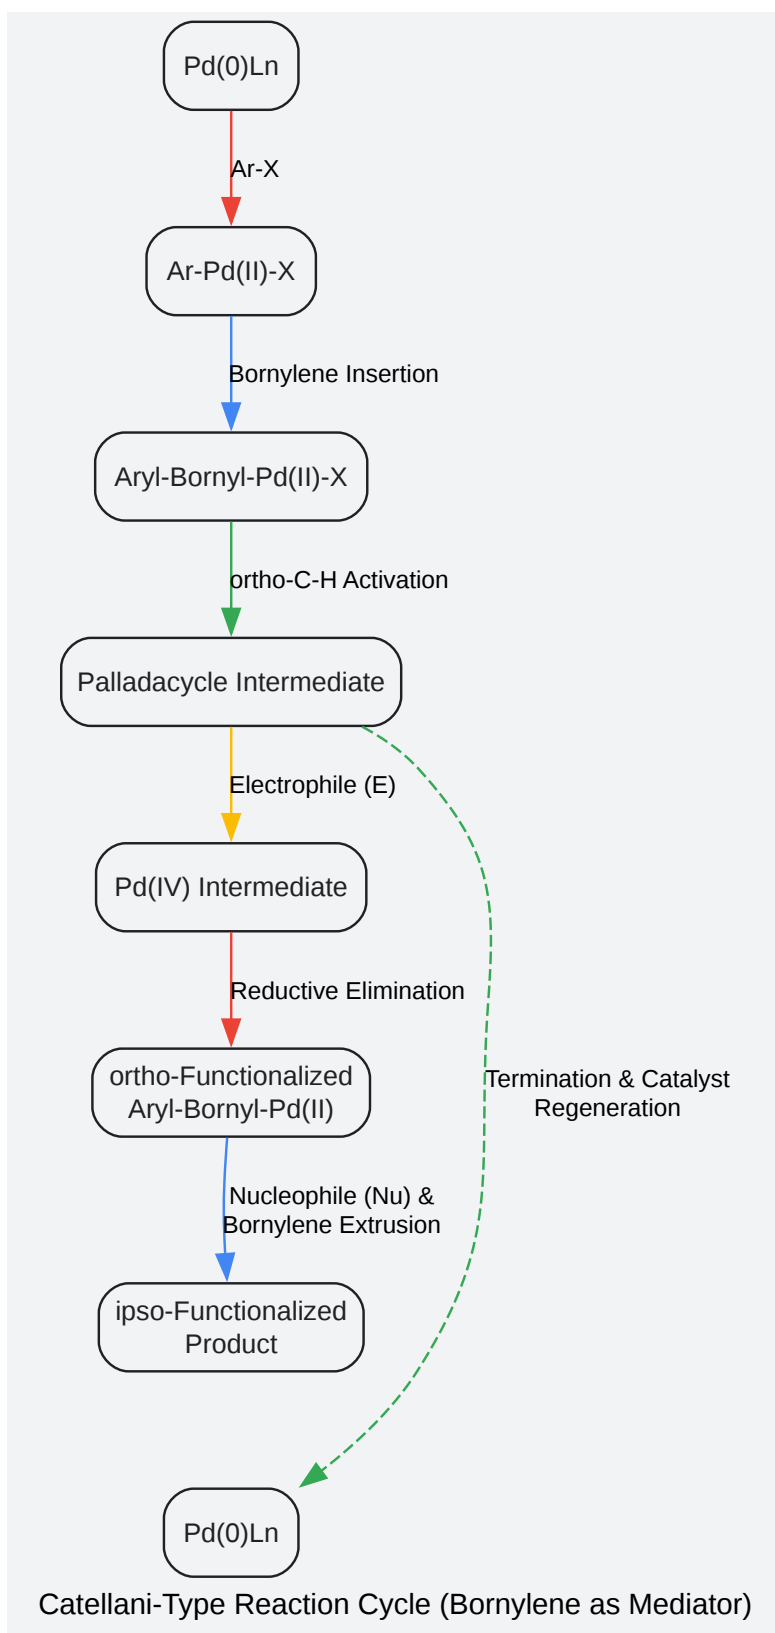 Pd(0)Ln
Ar-X
Ar-Pd(II)-X
Bornylene Insertion
Aryl-Bornyl-Pd(II)-X
ortho-C-H Activation
Palladacycle Intermediate
Electrophile (E)
Pd(IV) Intermediate
Reductive Elimination
ortho-Functionalized
Aryl-Bornyl-Pd(II)
Termination & Catalyst
Regeneration
Nucleophile (Nu) &
Bornylene Extrusion
ipso-Functionalized
Product
Pd(0)Ln
Catellani-Type Reaction Cycle (Bornylene as Mediator)